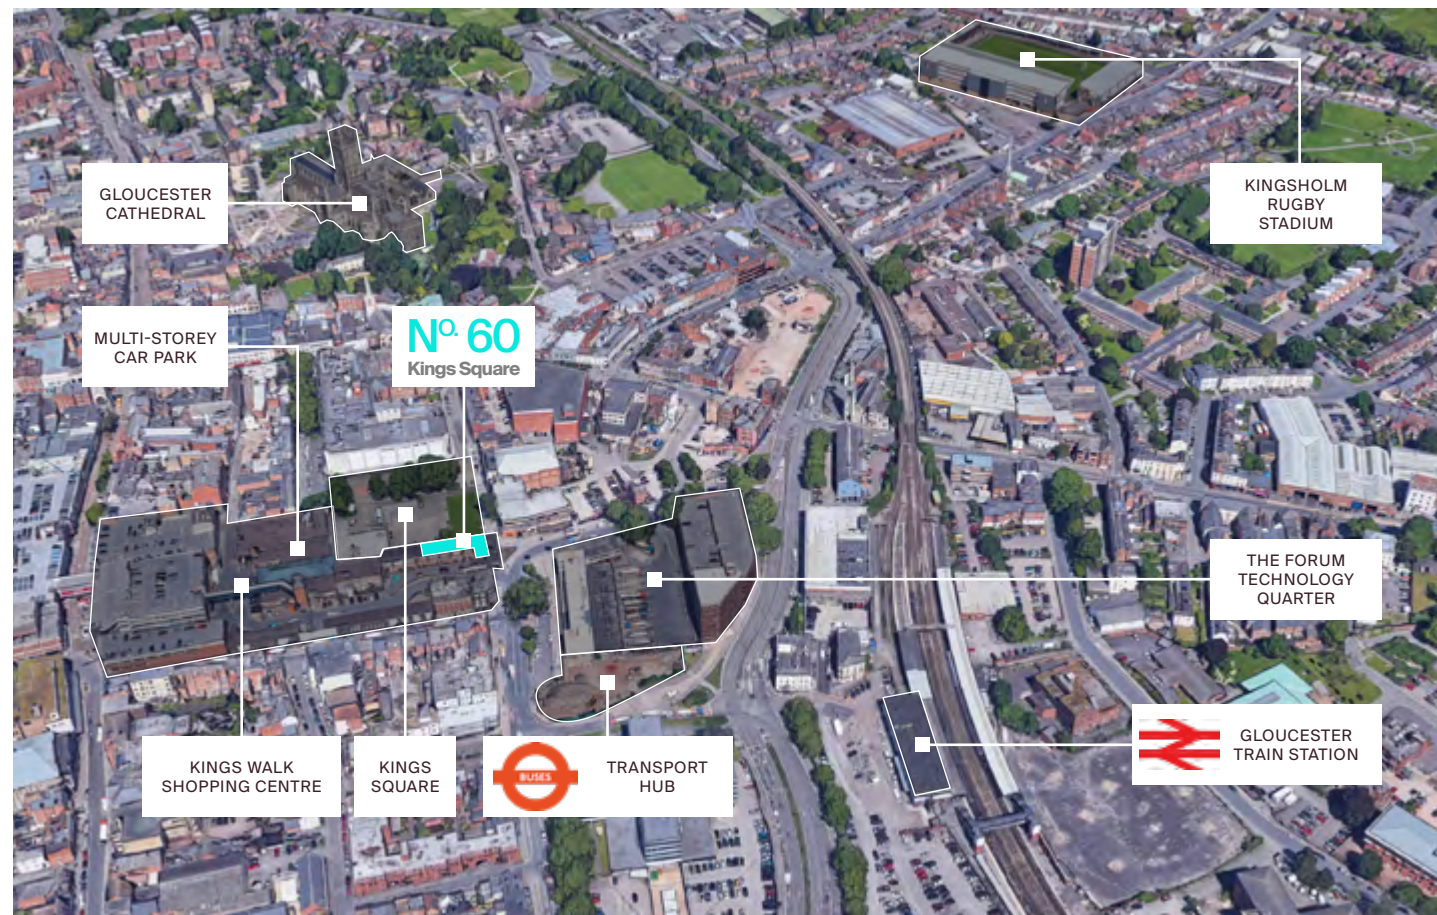 GLOUCESTER
CATHEDRAL
KINGSHOLM
RUGBY
STADIUM
MULTI-STOREY
CAR PARK
Nº. 60
Kings Square
THE FORUM
TECHNOLOGY
QUARTER
GLOUCESTER
TRAIN STATION
KINGS WALK
SHOPPING CENTRE
KINGS
SQUARE
BUSES
TRANSPORT
HUB